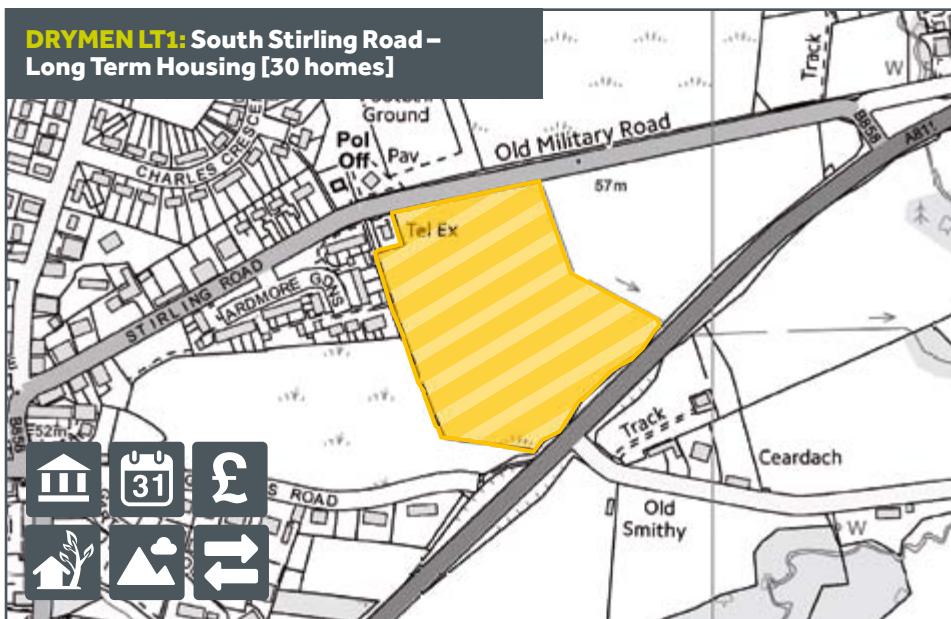 DRYMEN LT1: South Stirling Road –
Long Term Housing [30 homes]
Ground
Track
W
B858
A811
Old Military Road
CHARLES CRESCE
Pol
Off
Pav
57m
Tel Ex
STIRLING ROAD
ARDMORE GDNS
B858
52m
31
£
S ROAD
Track
Ceardach
Old
Smithy
W